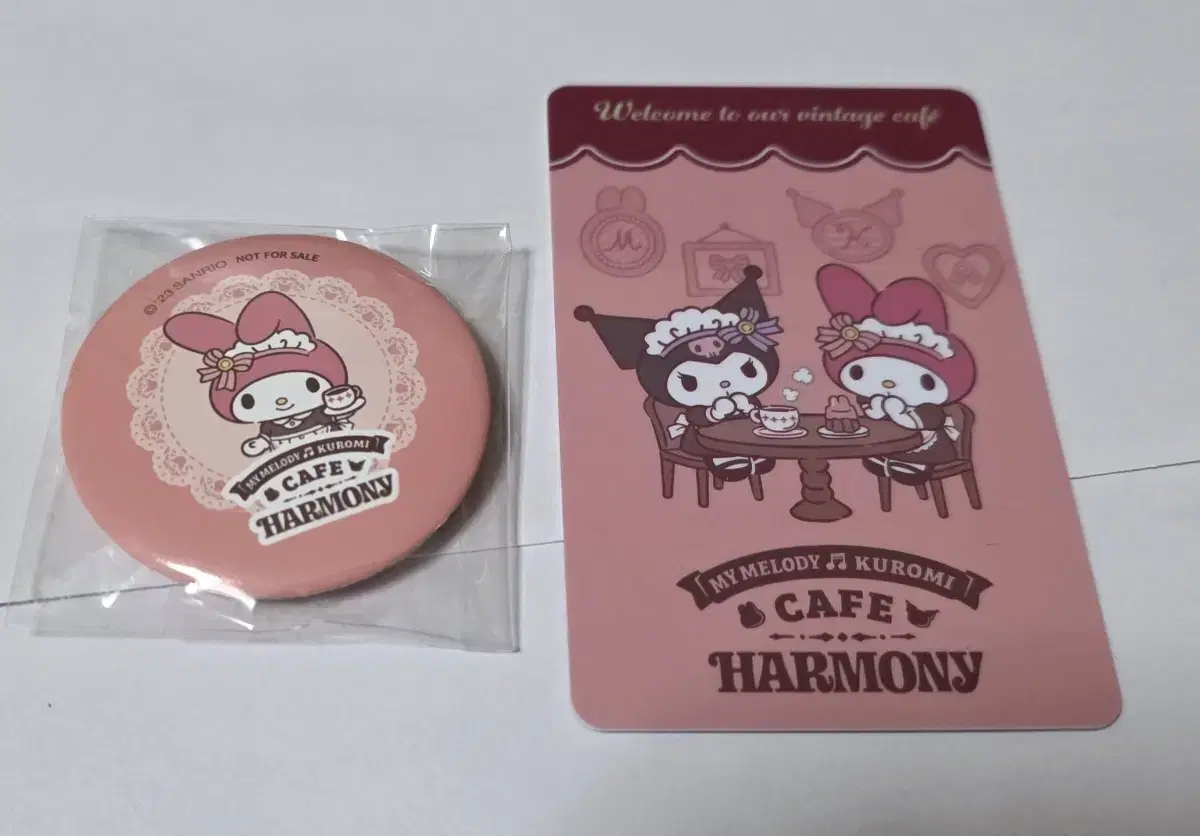 © '23 SANRIO NOT FOR SALE
MY MELODY ♫ KUROMI
CAFE
HARMONY
Welcome to our vintage café
M
K
MY MELODY ♫ KUROMI
CAFE
HARMONY